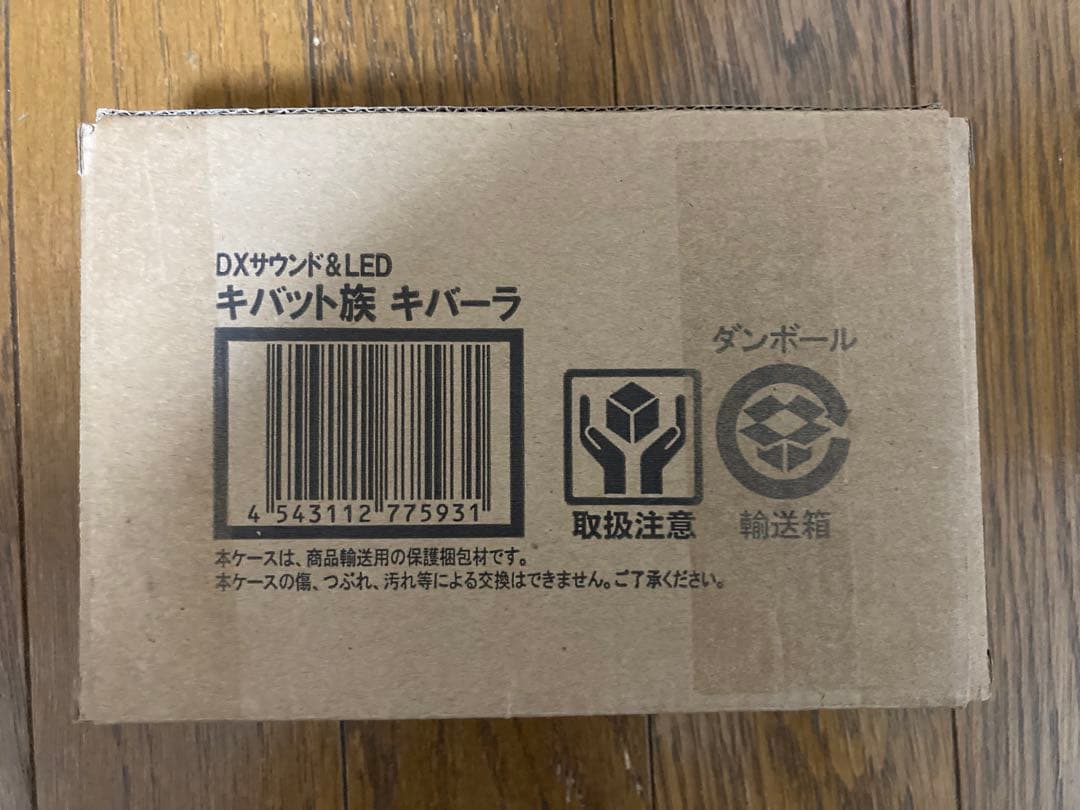 DXサウンド&LED
キバット族 キバーラ
4 543112 775931
取扱注意
ダンボール
輸送箱
本ケースは、商品輸送用の保護梱包材です。
本ケースの傷、つぶれ、汚れ等による交換はできません。ご了承ください。